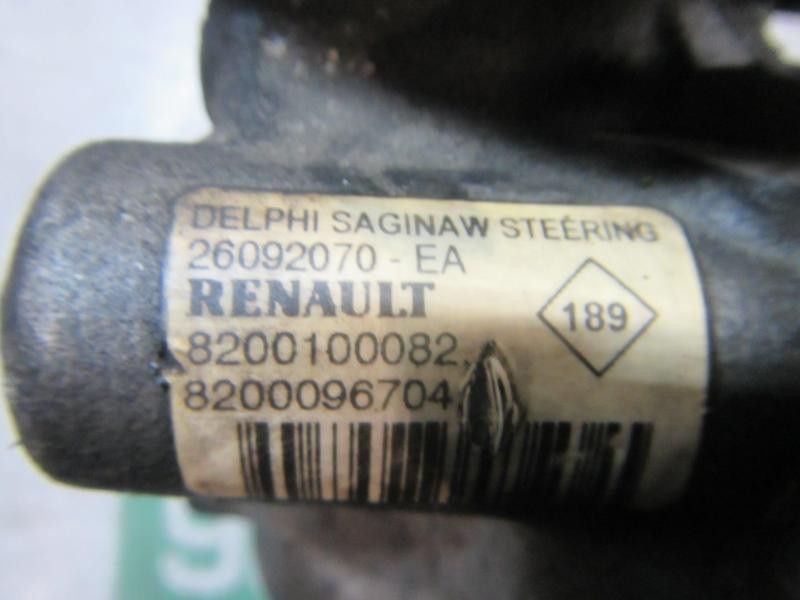 DELPHI SAGINAW STEERING
26092070 - EA
RENAULT
189
8200100082
8200096704